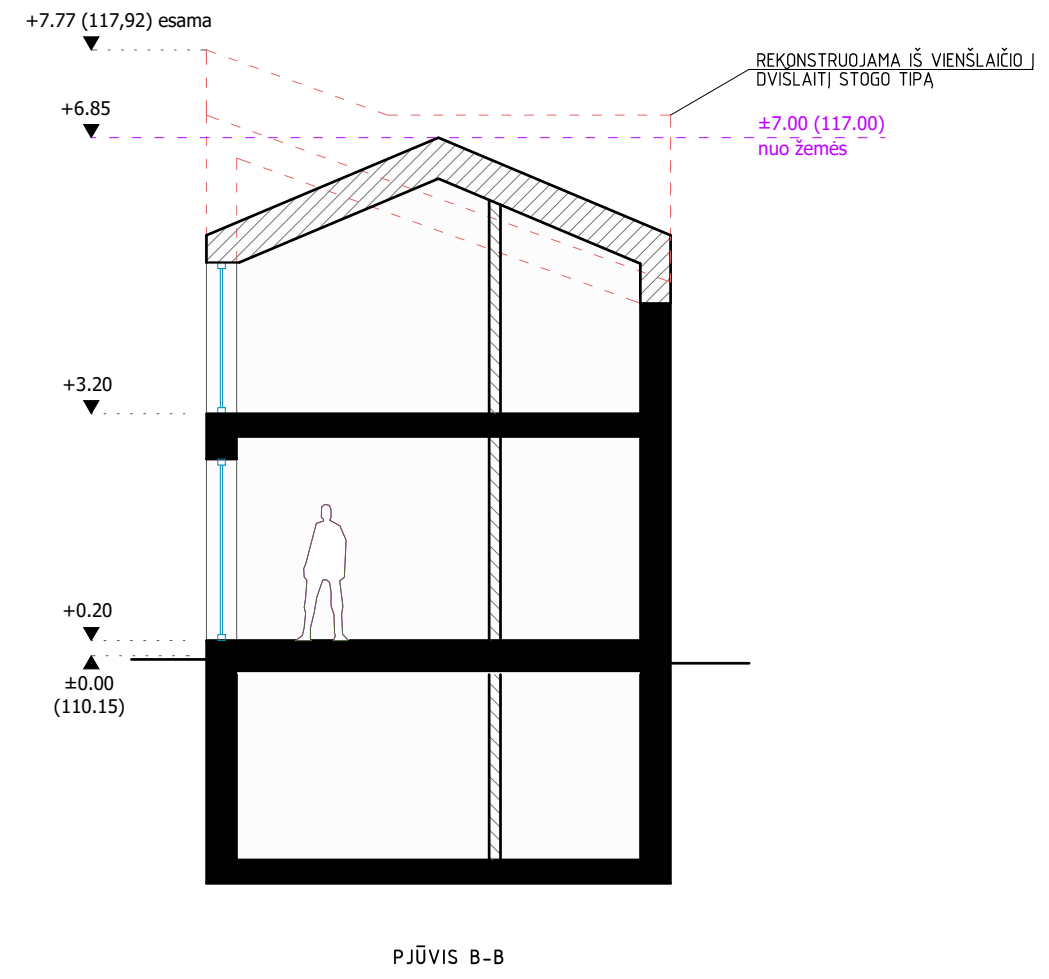 +7.77 (117,92) esama
REKONSTRUOJAMA IŠ VIENŠLAIČIO Į
DVIŠLAITĮ STOGO TIPĄ
+6.85
±7.00 (117.00)
nuo žemės
+3.20
+0.20
±0.00
(110.15)
PJŪVIS B-B